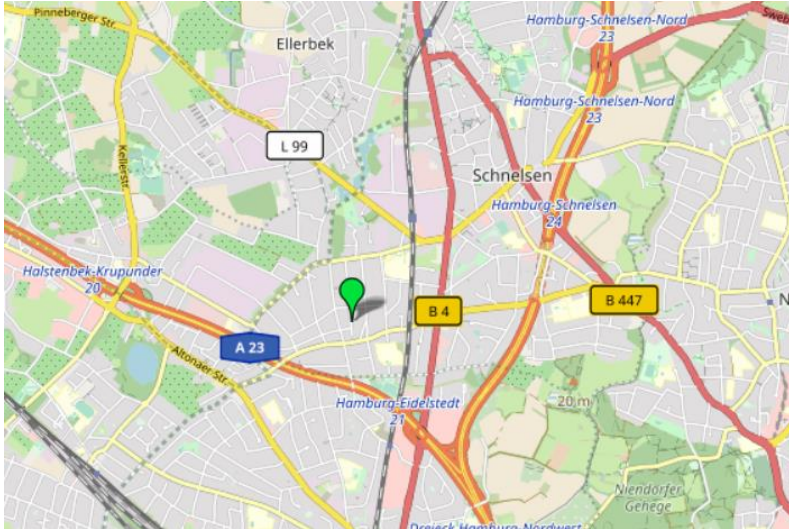 Pinneberger Str.
Hamburg-Schnelsen-Nord
23
Ellerbek
Hamburg-Schnelsen-Nord
23
L 99
Kellerstr.
Schnelsen
Hamburg-Schnelsen
24
Halstenbek-Krupunder
20
B 447
B 4
A 23
Altonaer Str.
Hamburg-Eidelstedt
21
20 m
Niendorfer
Gehege
Dreieck Hamburg-Nordwest